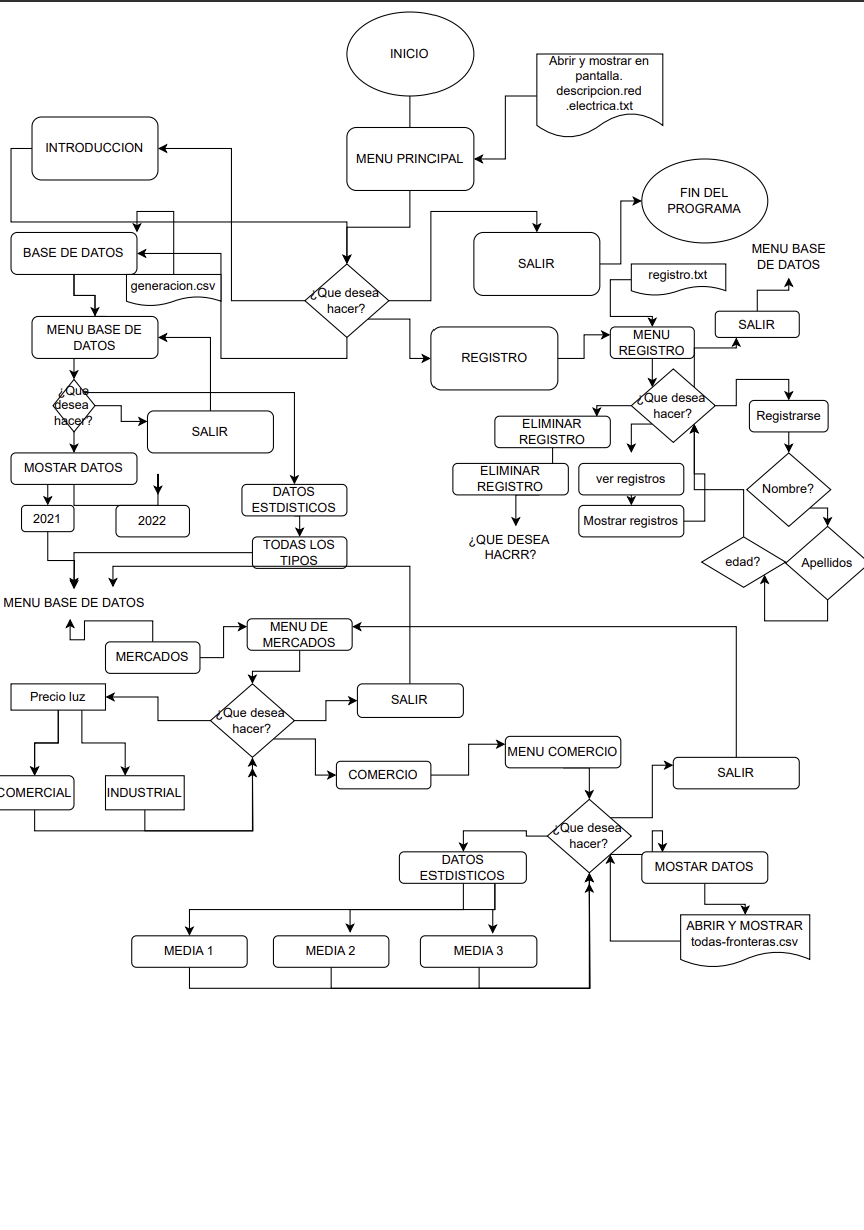 INICIO
Abrir y mostrar en
pantalla.
descripcion.red
.electrica.txt
INTRODUCCION
MENU PRINCIPAL
FIN DEL
PROGRAMA
BASE DE DATOS
SALIR
MENU BASE
DE DATOS
generacion.csv
¿Que desea
hacer?
registro.txt
MENU BASE DE
DATOS
REGISTRO
MENU
REGISTRO
SALIR
¿Que
desea
hacer?
SALIR
¿Que desea
hacer?
ELIMINAR
REGISTRO
Registrarse
MOSTAR DATOS
DATOS
ESTDISTICOS
ELIMINAR
REGISTRO
ver registros
Nombre?
2021
2022
Mostrar registros
TODAS LOS
TIPOS
¿QUE DESEA
HACRR?
edad?
Apellidos
MENU BASE DE DATOS
MERCADOS
MENU DE
MERCADOS
Precio luz
¿Que desea
hacer?
SALIR
COMERCIAL
INDUSTRIAL
COMERCIO
MENU COMERCIO
SALIR
¿Que desea
hacer?
DATOS
ESTDISTICOS
MOSTAR DATOS
MEDIA 1
MEDIA 2
MEDIA 3
ABRIR Y MOSTRAR
todas-fronteras.csv